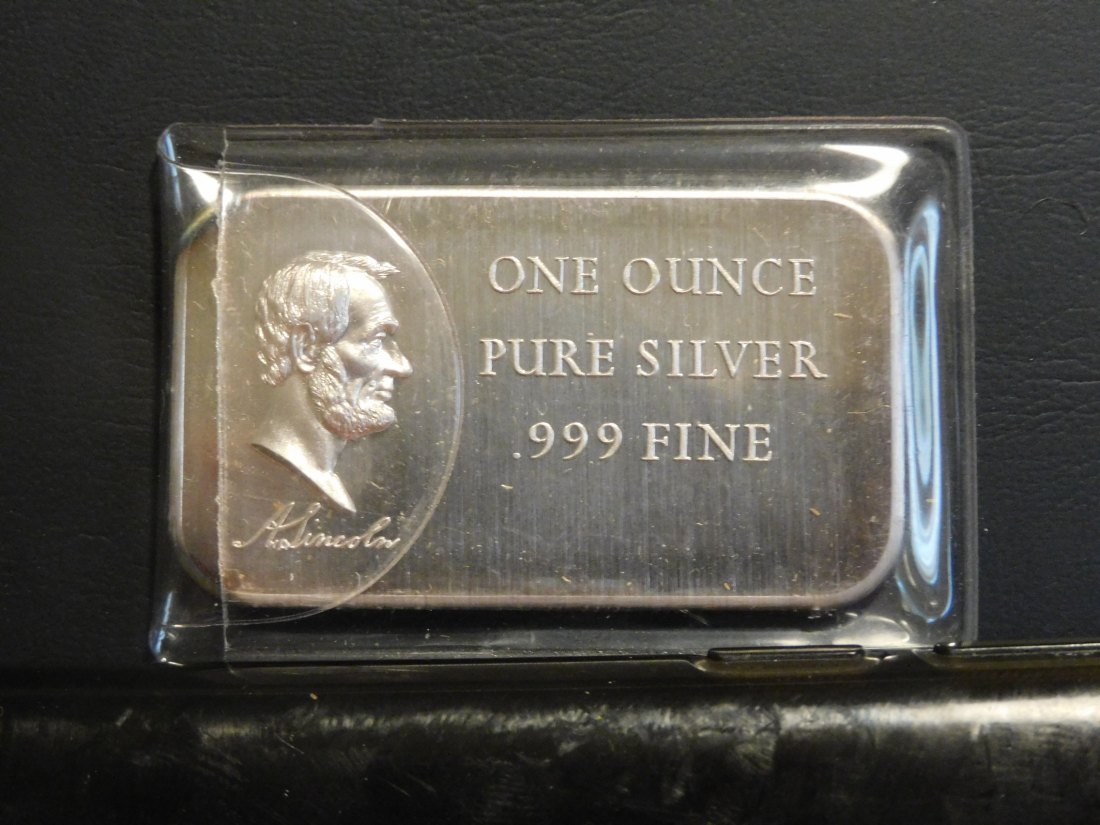 ONE OUNCE
PURE SILVER
.999 FINE
A. Lincoln